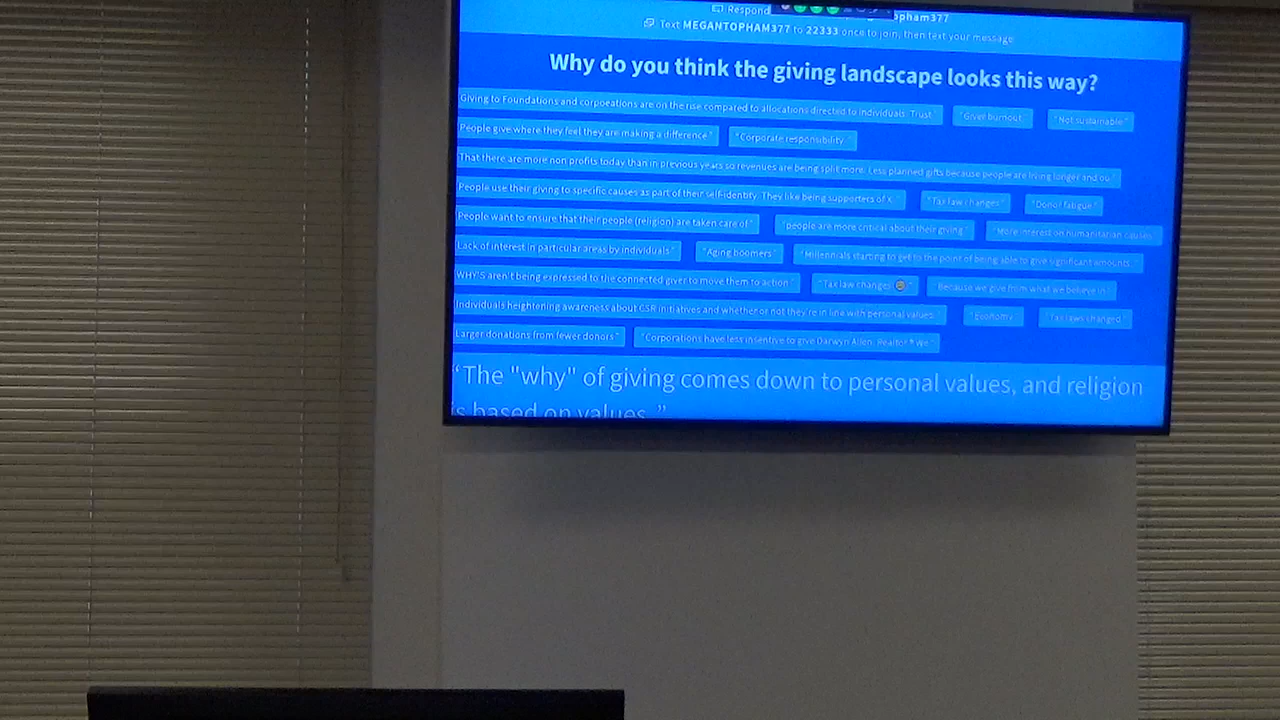 Respond opham377
Text MEGANTOPHAM377 to 22333 once to join, then text your message
Why do you think the giving landscape looks this way?
Giving to Foundations and corpoeations are on the rise compared to allocations directed to individuals. Trust" "Giver burnout" "Not sustainable"
People give where they feel they are making a difference" "Corporate responsibility"
That there are more non profits today than in previous years so revenues are being split more. Less planned gifts because people are living longer and ou"
People use their giving to specific causes as part of their self-identity. They like being supporters of x." "Tax law changes" "Donor fatigue"
People want to ensure that their people (religion) are taken care of" "people are more critical about their giving" "More interest on humanitarian causes"
Lack of interest in particular areas by individuals" "Aging boomers" "Millennials starting to get to the point of being able to give significant amounts."
WHY'S aren't being expressed to the connected giver to move them to action" "Tax law changes 😩" "Because we give from what we believe in"
Individuals heightening awareness about CSR initiatives and whether or not they're in line with personal values." "Economy" "Tax laws changed"
Larger donations from fewer donors" "Corporations have less insentive to give Darwyn Allen, Realtor ® We"
"The "why" of giving comes down to personal values, and religion
is based on values. "